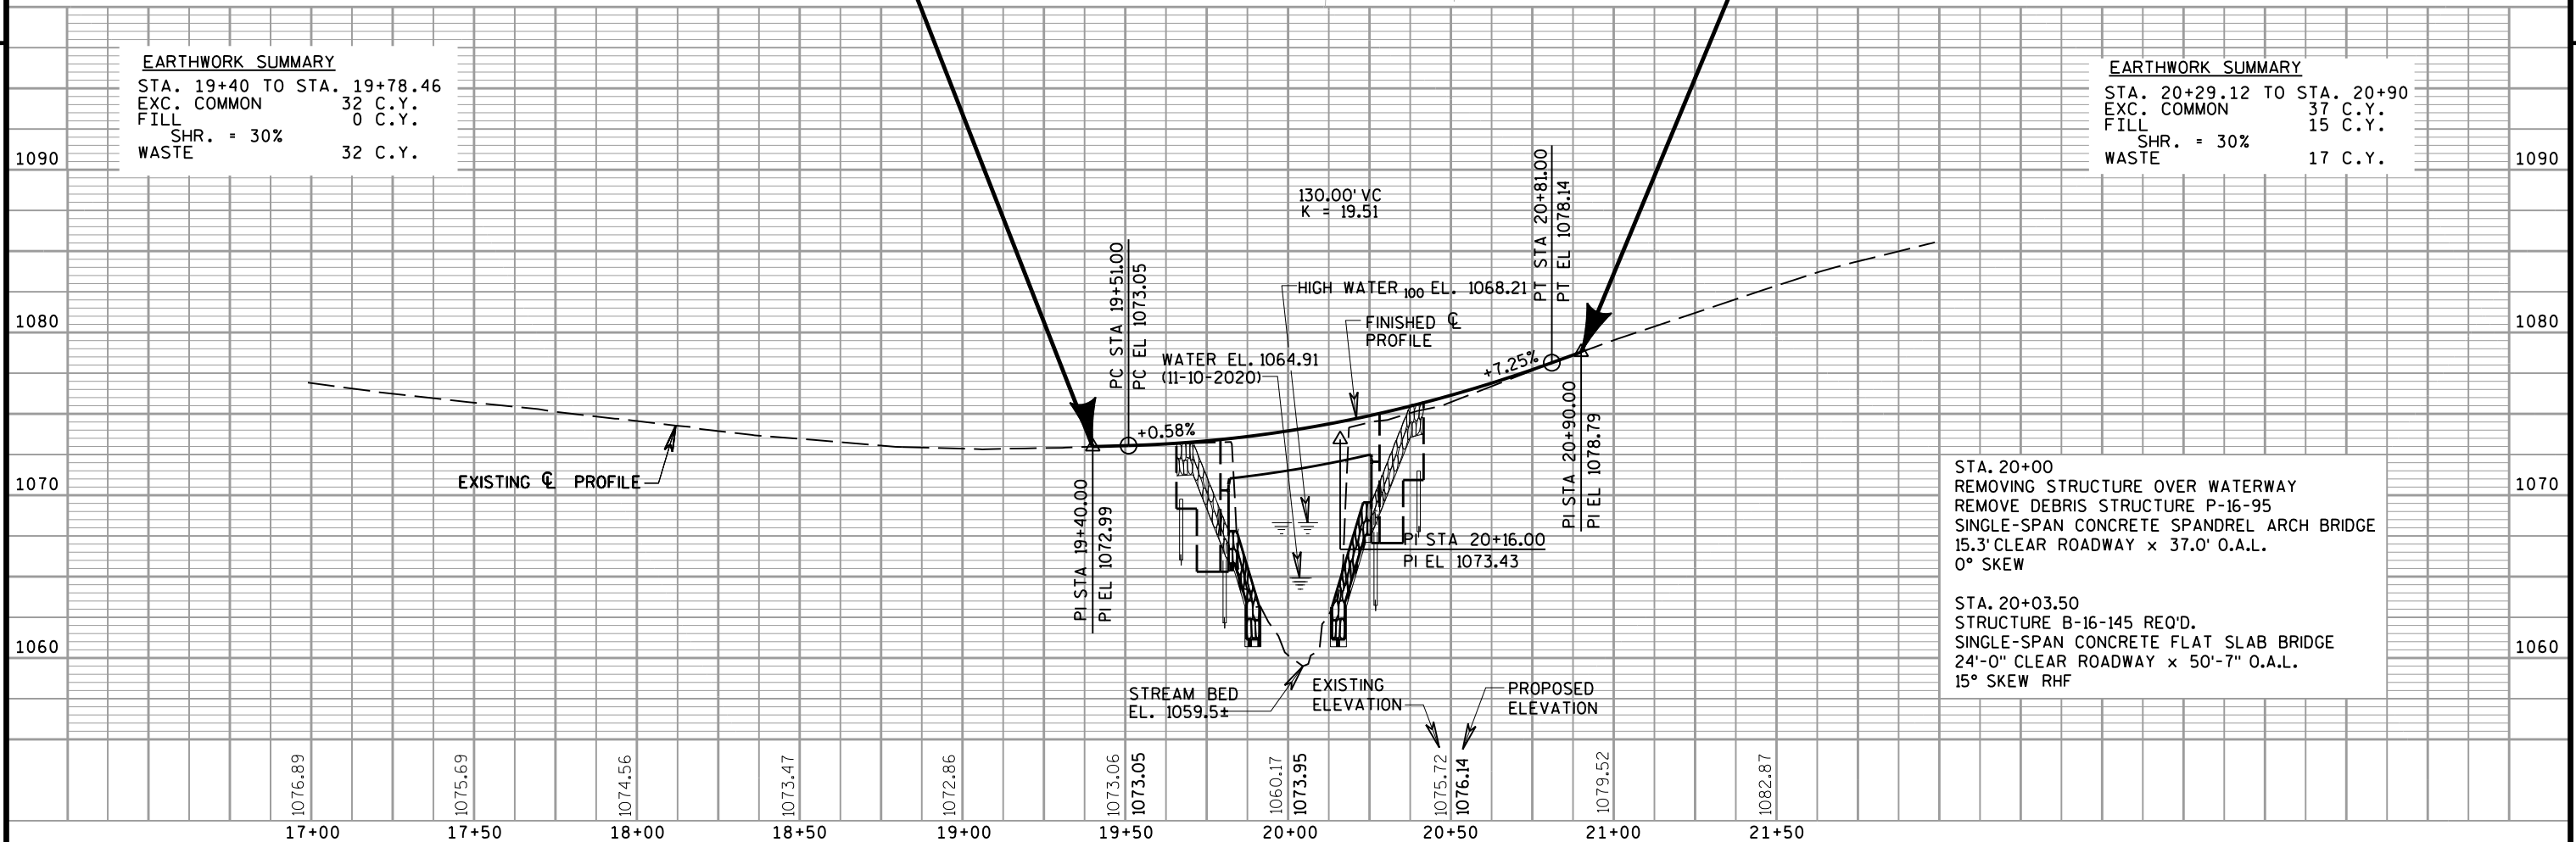 EARTHWORK SUMMARY
STA. 19+40 TO STA. 19+78.46
EXC. COMMON 32 C.Y.
FILL 0 C.Y.
SHR. = 30%
WASTE 32 C.Y.
EARTHWORK SUMMARY
STA. 20+29.12 TO STA. 20+90
EXC. COMMON 37 C.Y.
FILL 15 C.Y.
SHR. = 30%
WASTE 17 C.Y.
1090
1080
1070
1060
1090
1080
1070
1060
130.00' VC
K = 19.51
PC STA 19+51.00
PC EL 1073.05
PT STA 20+81.00
PT EL 1078.14
HIGH WATER 100 EL. 1068.21
FINISHED ℄
PROFILE
WATER EL. 1064.91
(11-10-2020)
+0.58%
+7.25%
EXISTING ℄ PROFILE
PI STA 19+40.00
PI EL 1072.99
PI STA 20+16.00
PI EL 1073.43
PI STA 20+90.00
PI EL 1078.79
STREAM BED
EL. 1059.5±
EXISTING
ELEVATION
PROPOSED
ELEVATION
STA. 20+00
REMOVING STRUCTURE OVER WATERWAY
REMOVE DEBRIS STRUCTURE P-16-95
SINGLE-SPAN CONCRETE SPANDREL ARCH BRIDGE
15.3' CLEAR ROADWAY x 37.0' O.A.L.
0° SKEW
STA. 20+03.50
STRUCTURE B-16-145 REQ'D.
SINGLE-SPAN CONCRETE FLAT SLAB BRIDGE
24'-0" CLEAR ROADWAY x 50'-7" O.A.L.
15° SKEW RHF
1076.89
1075.69
1074.56
1073.47
1072.86
1073.06
1073.05
1060.17
1073.95
1075.72
1076.14
1079.52
1082.87
17+00
17+50
18+00
18+50
19+00
19+50
20+00
20+50
21+00
21+50